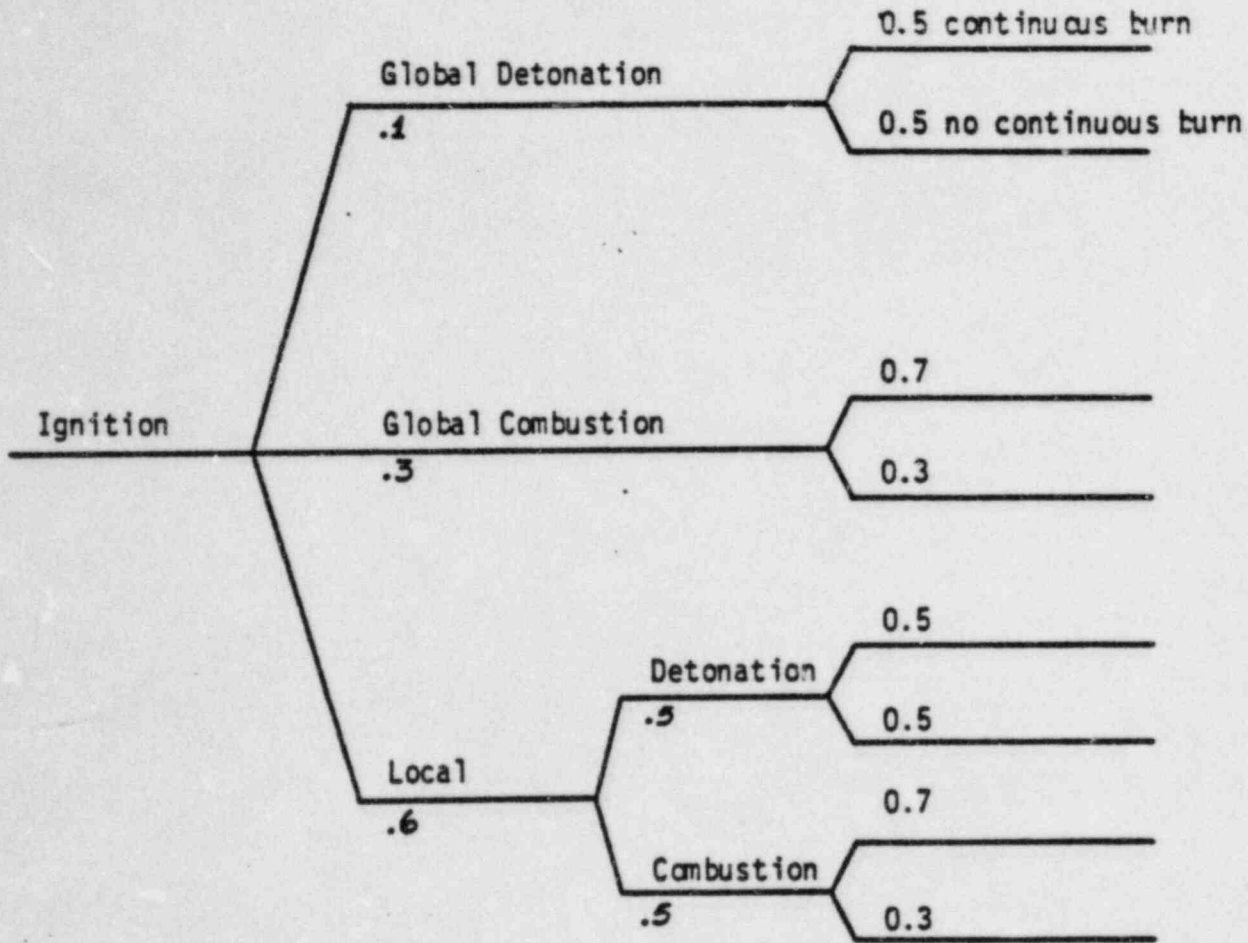 0.5 continuous burn
Global Detonation
.1
0.5 no continuous burn
0.7
Ignition
Global Combustion
.3
0.3
0.5
Detonation
.5
0.5
Local
.6
0.7
Combustion
.5
0.3